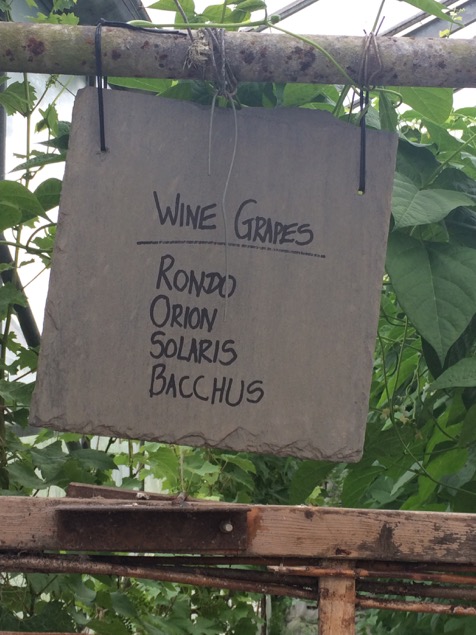 WINE GRAPES
RONDO
ORION
SOLARIS
BACCHUS